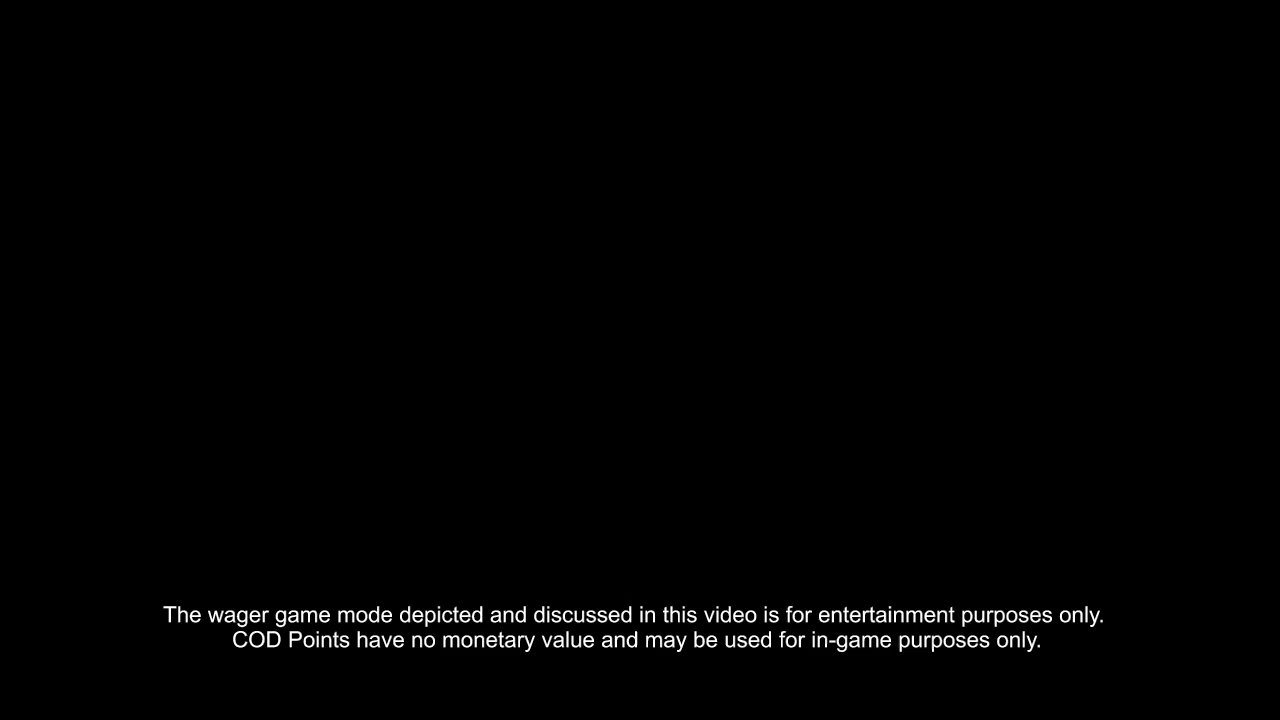 The wager game mode depicted and discussed in this video is for entertainment purposes only.
COD Points have no monetary value and may be used for in-game purposes only.